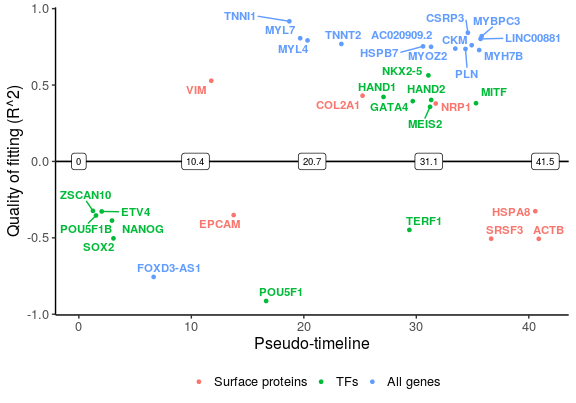 1.0
0.5
0.0
-0.5
-1.0
Quality of fitting (R^2)
TNNI1
MYL7
MYL4
TNNT2
AC020909.2
HSPB7
MYOZ2
CKM
CSRP3
MYBPC3
LINC00881
MYH7B
PLN
VIM
COL2A1
NKX2-5
HAND1
GATA4
HAND2
MEIS2
NRP1
MITF
0
10.4
20.7
31.1
41.5
ZSCAN10
ETV4
POU5F1B
NANOG
SOX2
EPCAM
FOXD3-AS1
POU5F1
TERF1
HSPA8
SRSF3
ACTB
0
10
20
30
40
Pseudo-timeline
Surface proteins
TFs
All genes